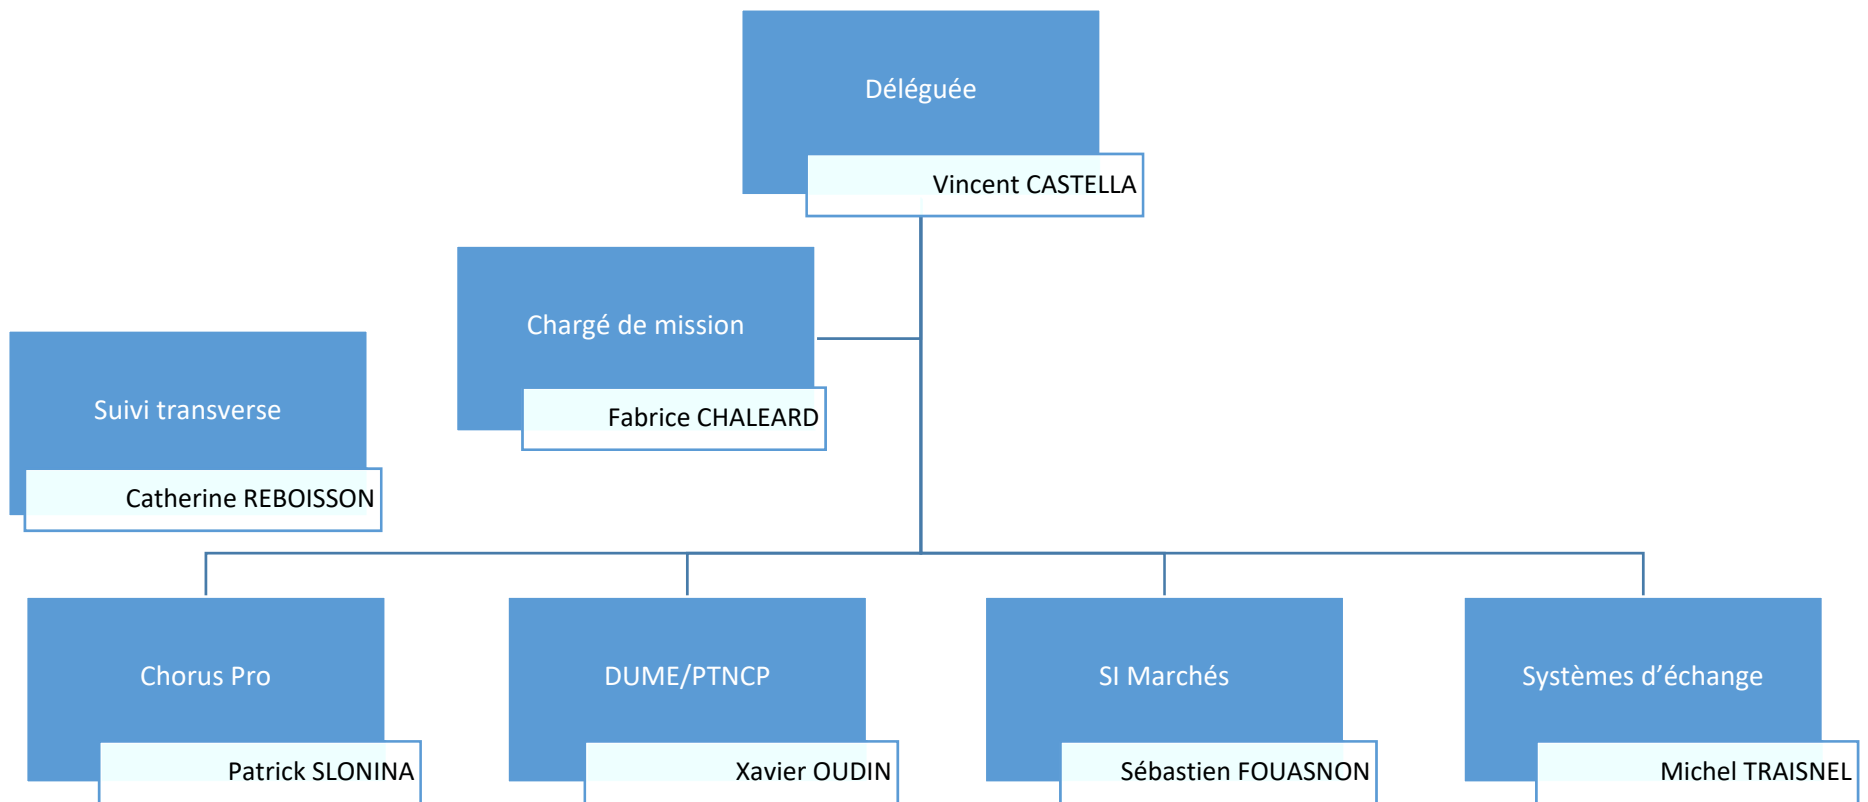 Déléguée
Vincent CASTELLA
Chargé de mission
Fabrice CHALEARD
Suivi transverse
Catherine REBOISSON
Chorus Pro
Patrick SLONINA
DUME/PTNCP
Xavier OUDIN
SI Marchés
Sébastien FOUASNON
Systèmes d’échange
Michel TRAISNEL